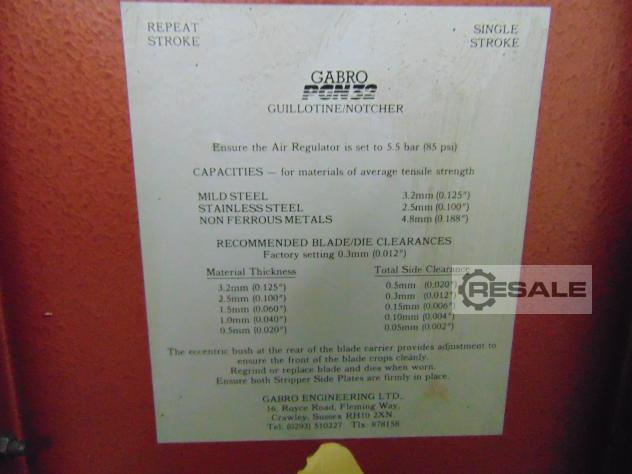 REPEAT STROKE
SINGLE STROKE
GABRO
PGN32
GUILLOTINE/NOTCHER
Ensure the Air Regulator is set to 5.5 bar (85 psi)
CAPACITIES — for materials of average tensile strength
MILD STEEL 3.2mm (0.125″)
STAINLESS STEEL 2.5mm (0.100″)
NON FERROUS METALS 4.8mm (0.188″)
RECOMMENDED BLADE/DIE CLEARANCES
Factory setting 0.3mm (0.012″)
Material Thickness Total Side Clearance
3.2mm (0.125″) 0.5mm (0.020″)
2.5mm (0.100″) 0.3mm (0.012″)
1.5mm (0.060″) 0.15mm (0.006″)
1.0mm (0.040″) 0.10mm (0.004″)
0.5mm (0.020″) 0.05mm (0.002″)
RESALE
The eccentric bush at the rear of the blade carrier provides adjustment to
ensure the front of the blade crops cleanly.
Regrind or replace blade and dies when worn.
Ensure both Stripper Side Plates are firmly in place.
GABRO ENGINEERING LTD.,
16, Royce Road, Fleming Way,
Crawley, Sussex RH10 2XN.
Tel: (0293) 510227 Tlx: 878158